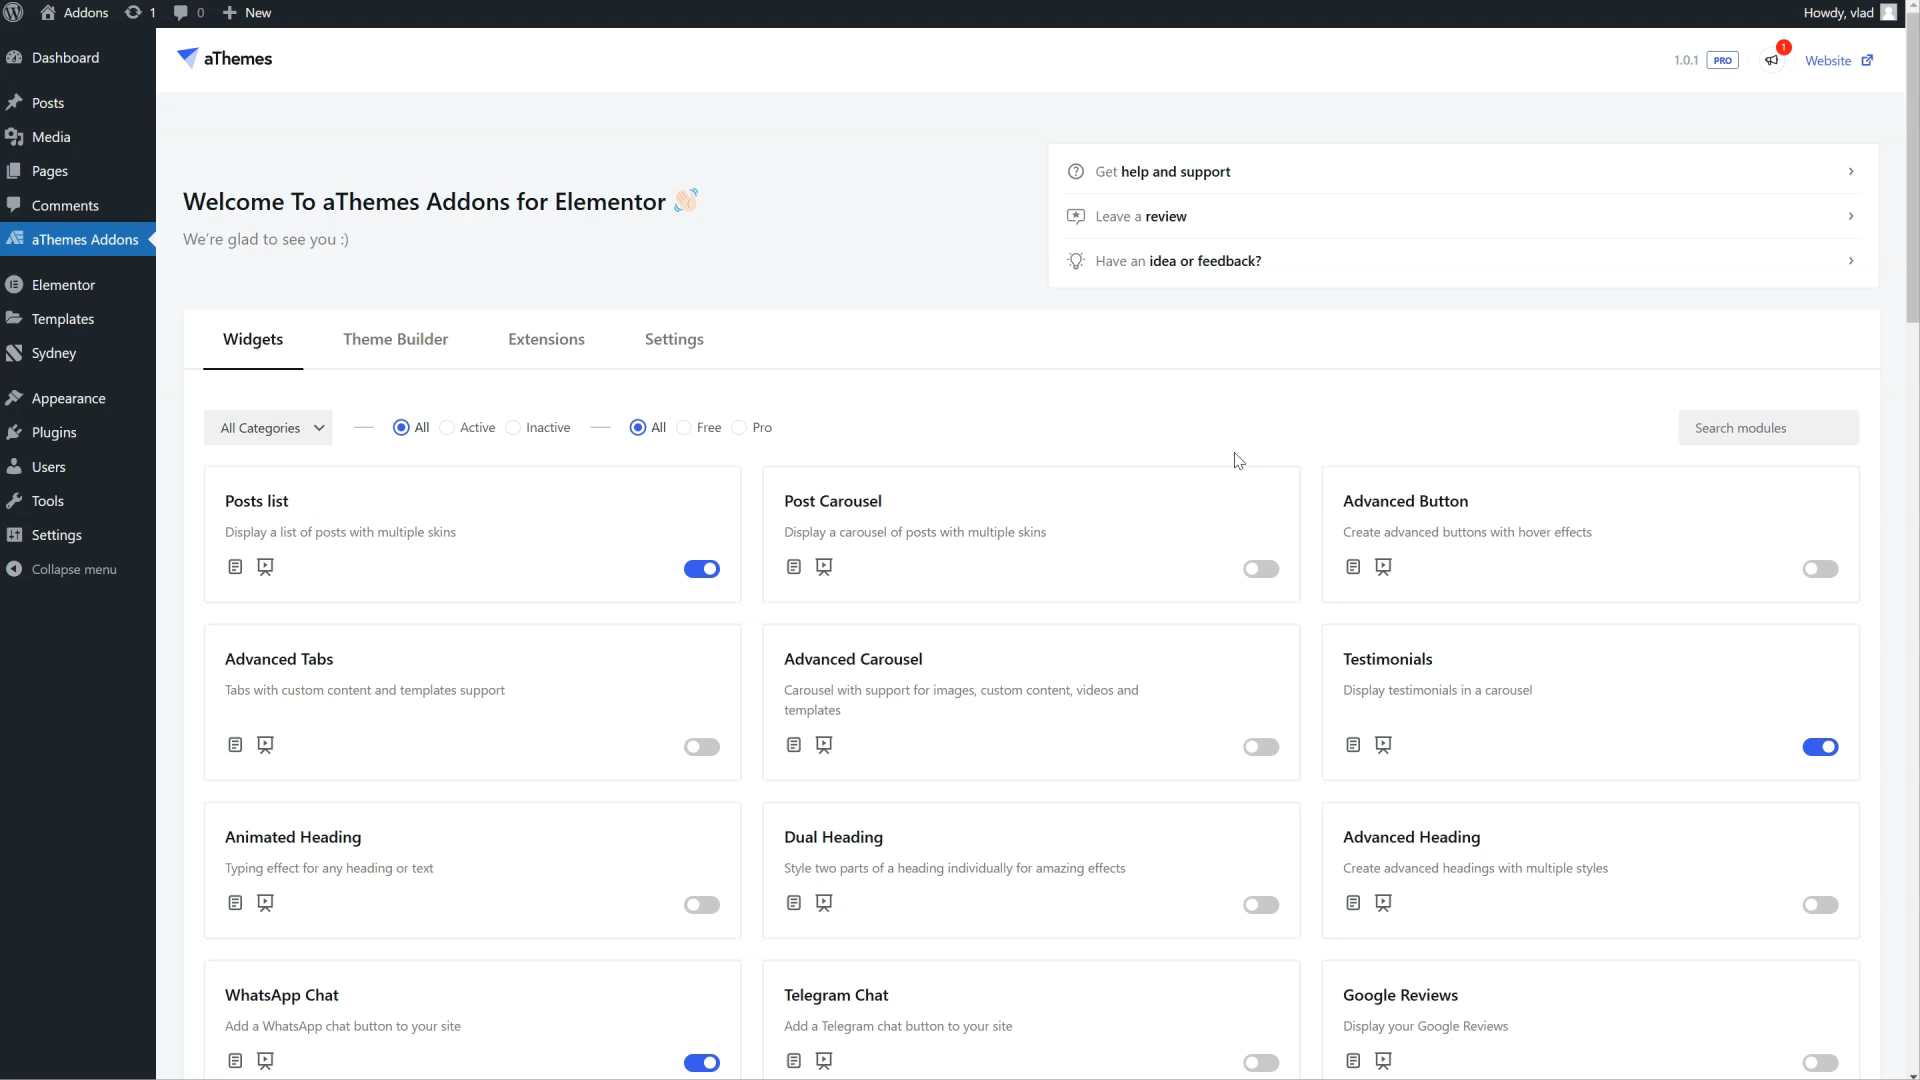 Addons
1
0
New
Howdy, vlad
Dashboard
Posts
Media
Pages
Comments
aThemes Addons
Elementor
Templates
Sydney
Appearance
Plugins
Users
Tools
Settings
Collapse menu
aThemes
1.0.1
PRO
1
Website
Welcome To aThemes Addons for Elementor 👋🏻
We're glad to see you :)
Get help and support
Leave a review
Have an idea or feedback?
Widgets
Theme Builder
Extensions
Settings
All Categories
All
Active
Inactive
All
Free
Pro
Search modules
Posts list
Display a list of posts with multiple skins
Post Carousel
Display a carousel of posts with multiple skins
Advanced Button
Create advanced buttons with hover effects
Advanced Tabs
Tabs with custom content and templates support
Advanced Carousel
Carousel with support for images, custom content, videos and
templates
Testimonials
Display testimonials in a carousel
Animated Heading
Typing effect for any heading or text
Dual Heading
Style two parts of a heading individually for amazing effects
Advanced Heading
Create advanced headings with multiple styles
WhatsApp Chat
Add a WhatsApp chat button to your site
Telegram Chat
Add a Telegram chat button to your site
Google Reviews
Display your Google Reviews